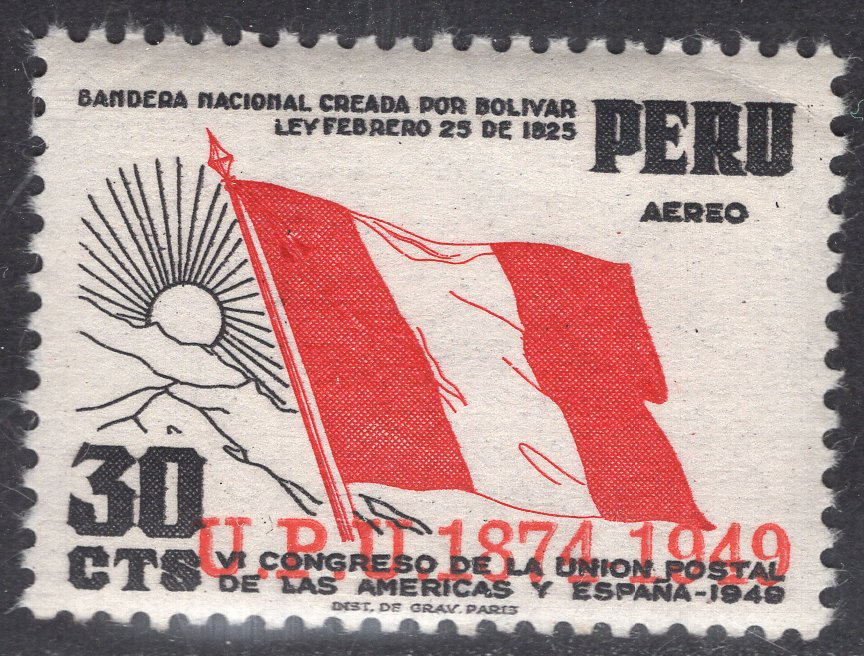 BANDERA NACIONAL CREADA POR BOLIVAR
LEY FEBRERO 25 DE 1825
PERU
AEREO
30
CTS
U.P.U.1874-1949
VI CONGRESO DE LA UNION POSTAL
DE LAS AMERICAS Y ESPAÑA-1949
INST. DE GRAV. PARIS